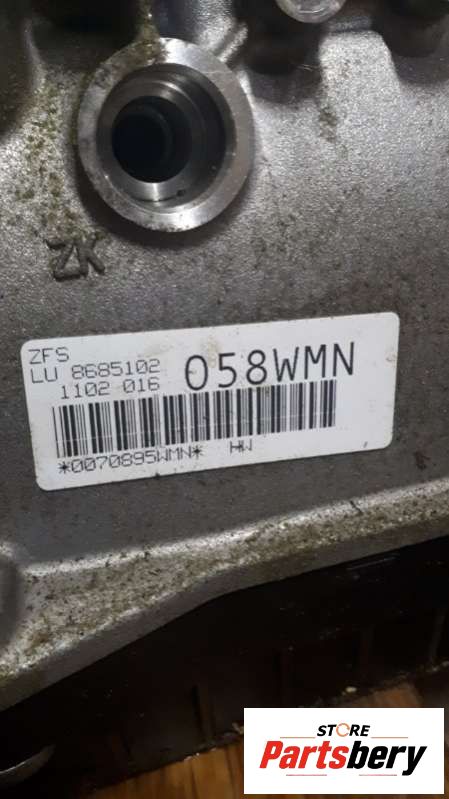 ZK
ZFS
LU 8685102
1102 016
058WMN
*0070895WMN* HW
STORE
Partsbery